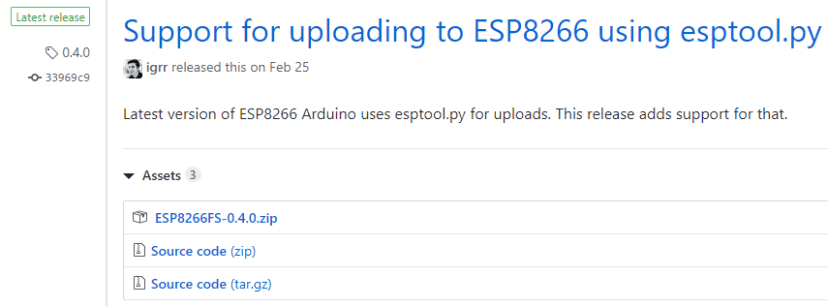 Latest release
0.4.0
33969c9
Support for uploading to ESP8266 using esptool.py
igrr released this on Feb 25
Latest version of ESP8266 Arduino uses esptool.py for uploads. This release adds support for that.
Assets 3
ESP8266FS-0.4.0.zip
Source code (zip)
Source code (tar.gz)